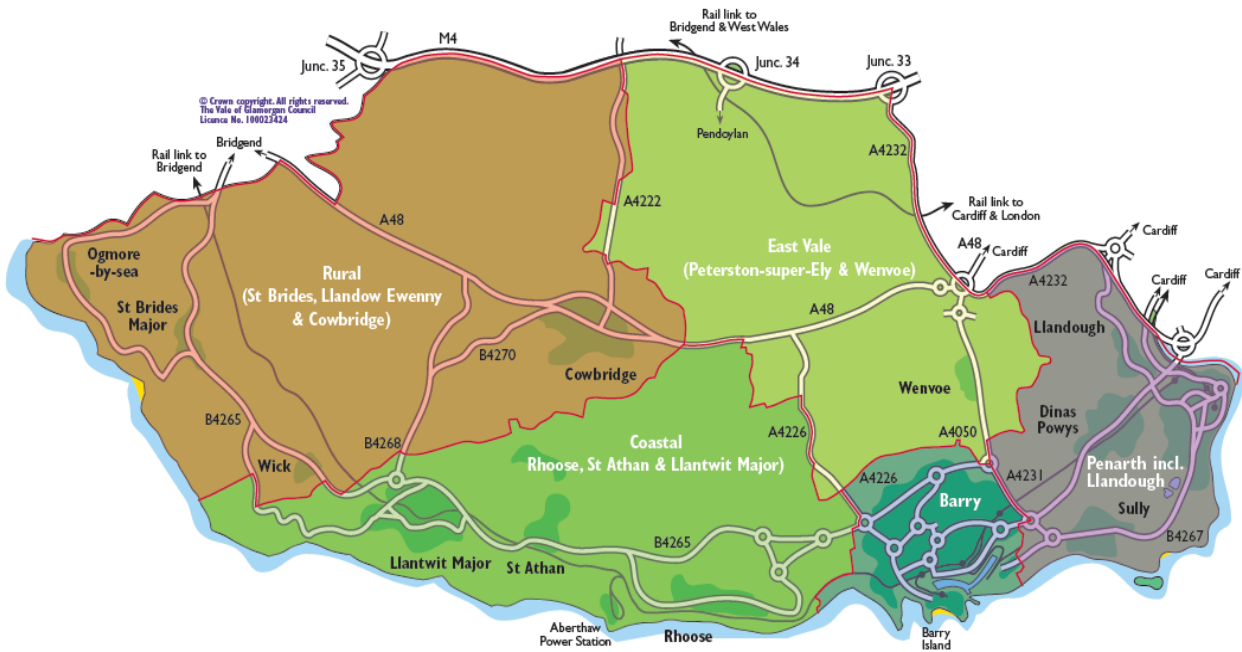 Rail link to
Bridgend & West Wales
M4
Junc. 35
Junc. 34
Junc. 33
© Crown copyright. All rights reserved.
The Vale of Glamorgan Council
Licence No. 100023424
Bridgend
Rail link to
Bridgend
Pendoylan
A4232
A4222
Rail link to
Cardiff & London
A48
Ogmore
-by-sea
St Brides
Major
Rural
(St Brides, Llandow Ewenny
& Cowbridge)
East Vale
(Peterston-super-Ely & Wenvoe)
A48
Cardiff
Cardiff
Cardiff
Cardiff
A4232
Llandough
A48
B4270
Cowbridge
Wenvoe
Dinas
Powys
B4265
B4268
Wick
Coastal
Rhoose, St Athan & Llantwit Major)
A4226
A4050
A4226
A4231
Penarth incl.
Llandough
Barry
Sully
B4267
B4265
Llantwit Major
St Athan
Aberthaw
Power Station
Rhoose
Barry
Island